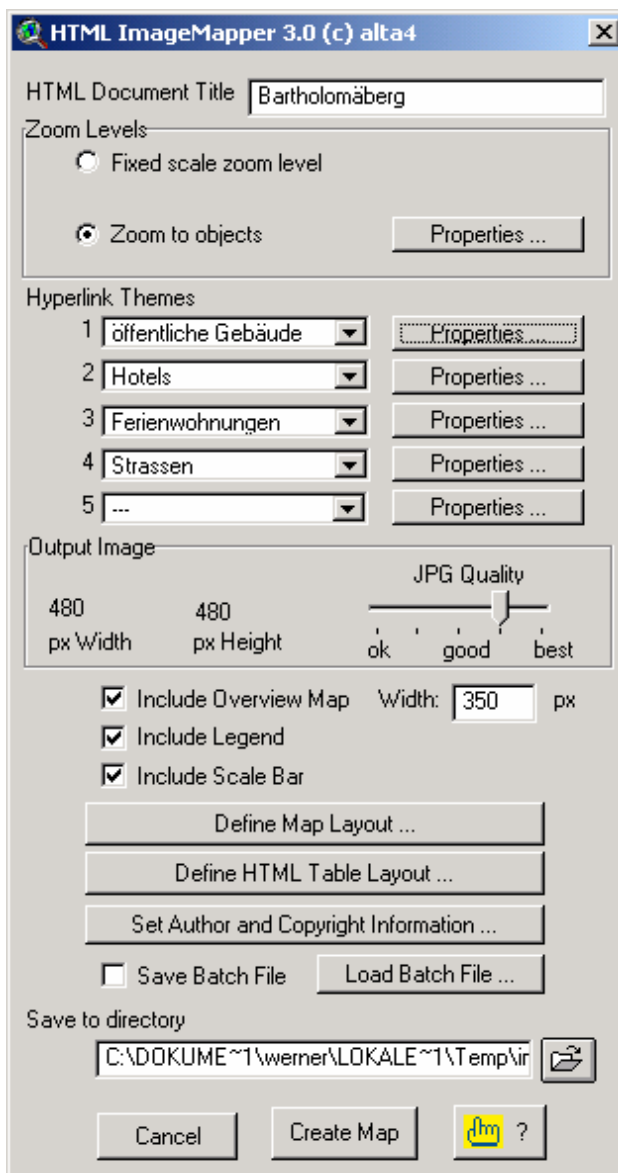 HTML ImageMapper 3.0 (c) alta4
HTML Document Title Bartholomäberg
Zoom Levels
Fixed scale zoom level
Zoom to objects Properties ...
Hyperlink Themes
1 öffentliche Gebäude Properties ...
2 Hotels Properties ...
3 Ferienwohnungen Properties ...
4 Strassen Properties ...
5 --- Properties ...
Output Image
JPG Quality
480 480
px Width px Height
ok good best
Include Overview Map Width: 350 px
Include Legend
Include Scale Bar
Define Map Layout ...
Define HTML Table Layout ...
Set Author and Copyright Information ...
Save Batch File Load Batch File ...
Save to directory
C:\DOKUME~1\werner\LOKALE~1\Temp\ir
Cancel Create Map ?